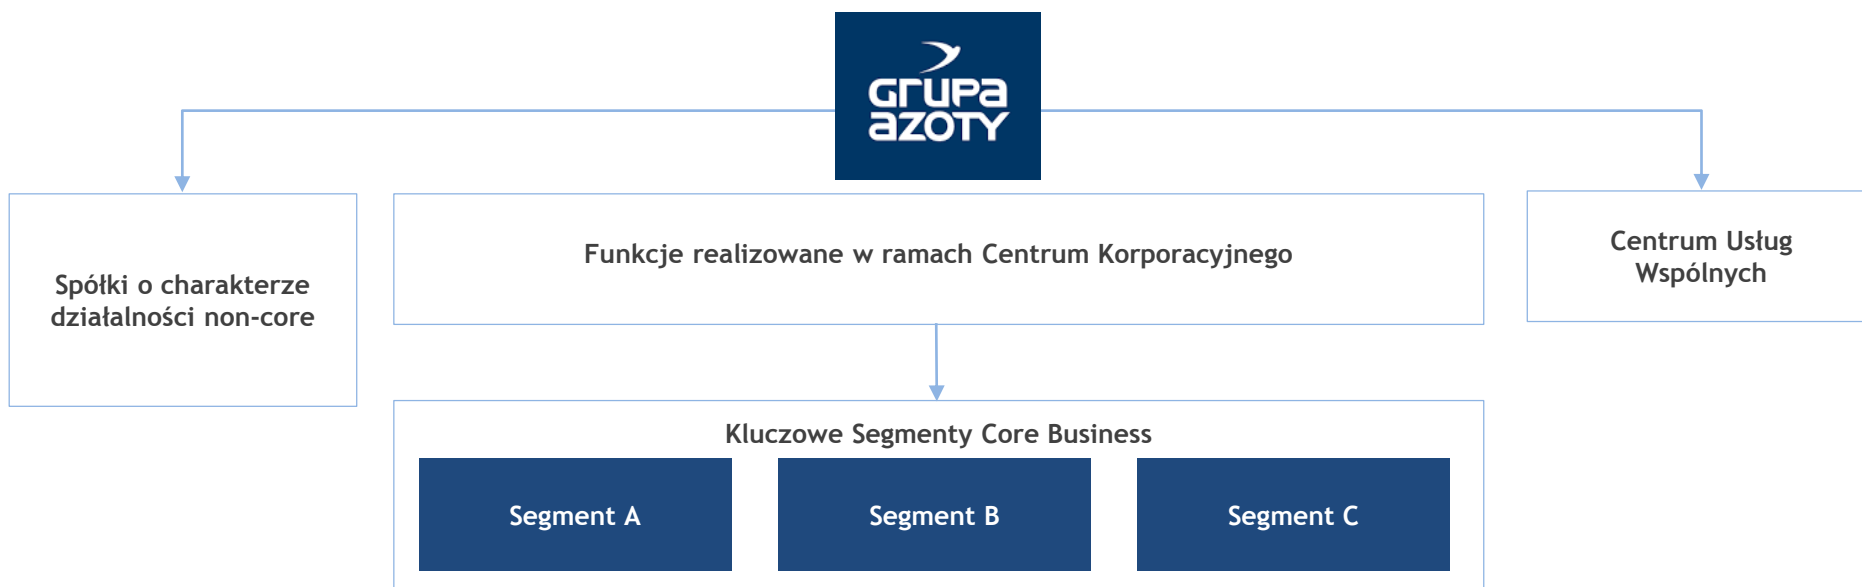 GRUPA
AZOTY
Spółki o charakterze
działalności non-core
Funkcje realizowane w ramach Centrum Korporacyjnego
Centrum Usług
Wspólnych
Kluczowe Segmenty Core Business
Segment A
Segment B
Segment C